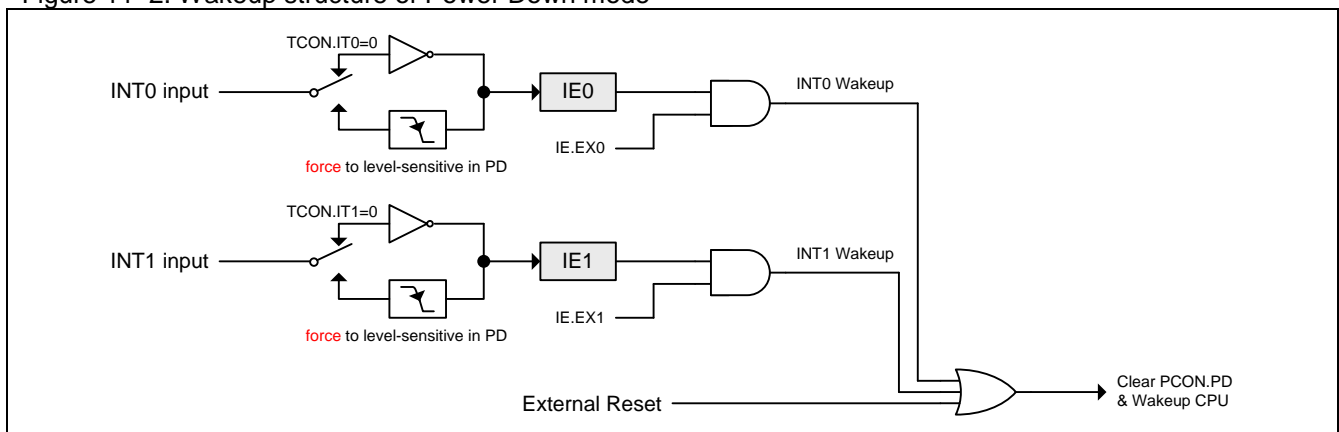 Figure 11-2. Wakeup structure of Power Down mode
TCON.IT0=0
INT0 input
IE0
INT0 Wakeup
IE.EX0
force to level-sensitive in PD
TCON.IT1=0
INT1 input
IE1
INT1 Wakeup
IE.EX1
force to level-sensitive in PD
External Reset
Clear PCON.PD
& Wakeup CPU